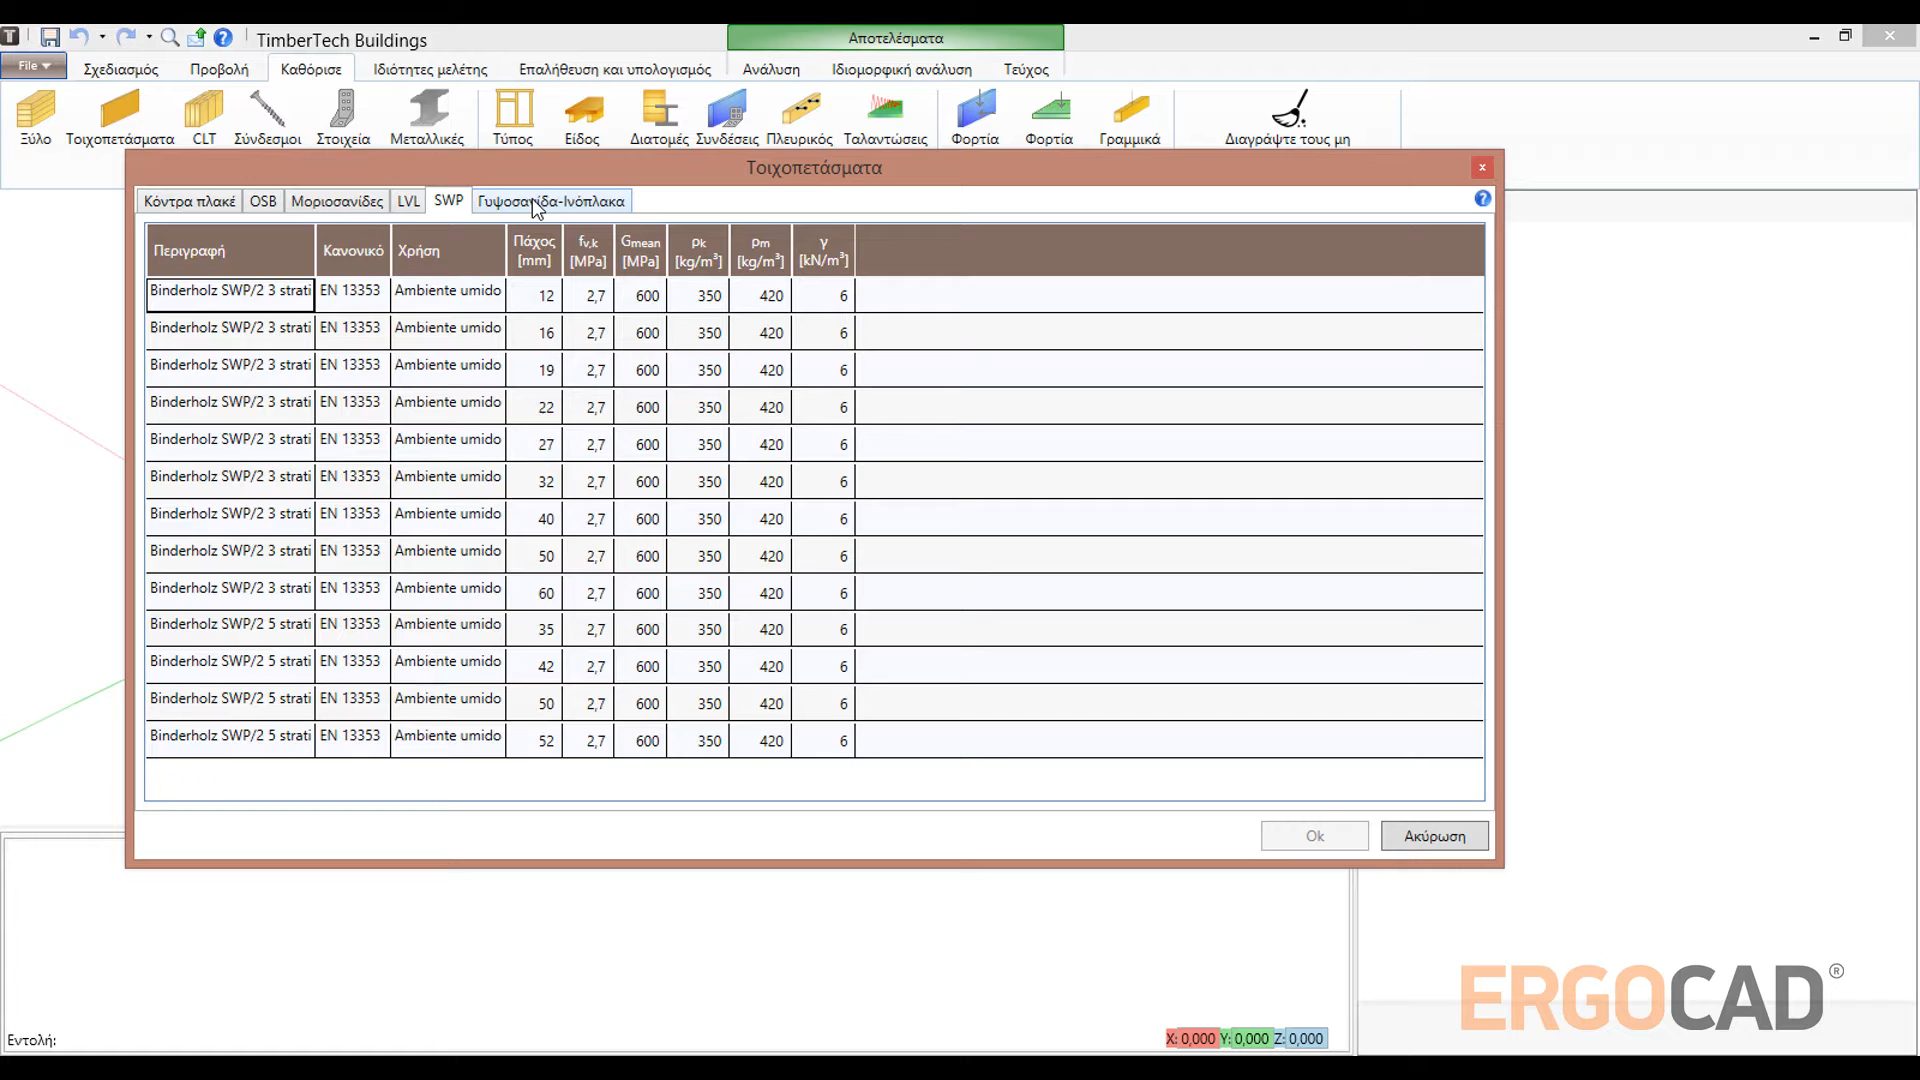 TimberTech Buildings
Αποτελέσματα
File
Σχεδιασμός Προβολή Καθόρισε Ιδιότητες μελέτης Επαλήθευση και υπολογισμός Ανάλυση Ιδιομορφική ανάλυση Τεύχος
Ξύλο Τοιχοπετάσματα CLT Σύνδεσμοι Στοιχεία Μεταλλικές Τύπος Είδος Διατομές Συνδέσεις Πλευρικός Ταλαντώσεις Φορτία Φορτία Γραμμικά Διαγράψτε τους μη
Τοιχοπετάσματα
Κόντρα πλακέ OSB Μοριοσανίδες LVL SWP Γυψοσανίδα-Ινόπλακα
Περιγραφή Κανονικό Χρήση Πάχος [mm] fv,k [MPa] Gmean [MPa] ρk [kg/m³] ρm [kg/m³] γ [kN/m³]
Binderholz SWP/2 3 strati EN 13353 Ambiente umido 12 2,7 600 350 420 6
Binderholz SWP/2 3 strati EN 13353 Ambiente umido 16 2,7 600 350 420 6
Binderholz SWP/2 3 strati EN 13353 Ambiente umido 19 2,7 600 350 420 6
Binderholz SWP/2 3 strati EN 13353 Ambiente umido 22 2,7 600 350 420 6
Binderholz SWP/2 3 strati EN 13353 Ambiente umido 27 2,7 600 350 420 6
Binderholz SWP/2 3 strati EN 13353 Ambiente umido 32 2,7 600 350 420 6
Binderholz SWP/2 3 strati EN 13353 Ambiente umido 40 2,7 600 350 420 6
Binderholz SWP/2 3 strati EN 13353 Ambiente umido 50 2,7 600 350 420 6
Binderholz SWP/2 3 strati EN 13353 Ambiente umido 60 2,7 600 350 420 6
Binderholz SWP/2 5 strati EN 13353 Ambiente umido 35 2,7 600 350 420 6
Binderholz SWP/2 5 strati EN 13353 Ambiente umido 42 2,7 600 350 420 6
Binderholz SWP/2 5 strati EN 13353 Ambiente umido 50 2,7 600 350 420 6
Binderholz SWP/2 5 strati EN 13353 Ambiente umido 52 2,7 600 350 420 6
Ok Ακύρωση
ERGOCAD®
Εντολή: X: 0,000 Y: 0,000 Z: 0,000